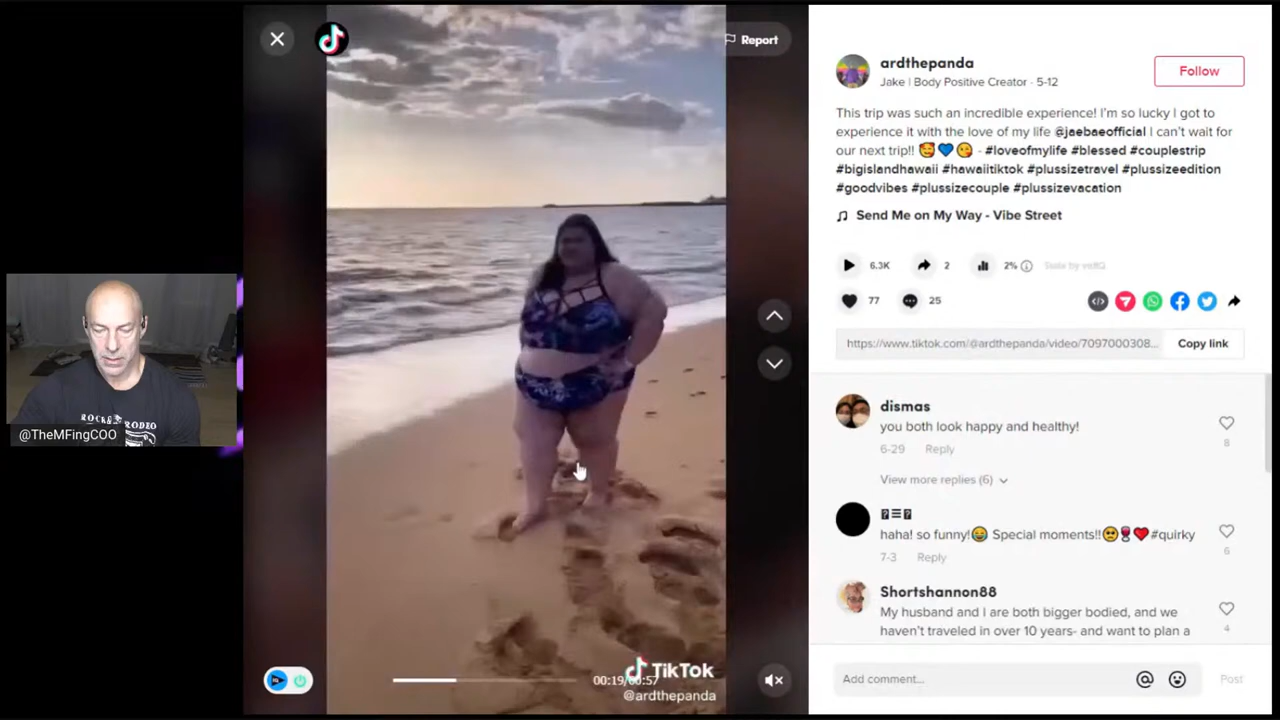 Report
ardthepanda
Jake | Body Positive Creator · 5-12
Follow
This trip was such an incredible experience! I'm so lucky I got to
experience it with the love of my life @jaebaeofficial I can't wait for
our next trip!! 🥰💙😋 - #loveofmylife #blessed #couplestrip
#bigislandhawaii #hawaiitiktok #plussizetravel #plussizeedition
#goodvibes #plussizecouple #plussizevacation
Send Me on My Way - Vibe Street
6.3K 2 2%
77 25
https://www.tiktok.com/@ardthepanda/video/7097000308... Copy link
dismas
you both look happy and healthy!
8
6-29 Reply
View more replies (6)
haha! so funny!😂 Special moments!!🥺🍷❤️#quirky
6
7-3 Reply
Shortshannon88
My husband and I are both bigger bodied, and we
4
haven't traveled in over 10 years- and want to plan a
Add comment... Post
@TheMFingCOO
ROCKS RODEO
00:19/00:57
TikTok
@ardthepanda